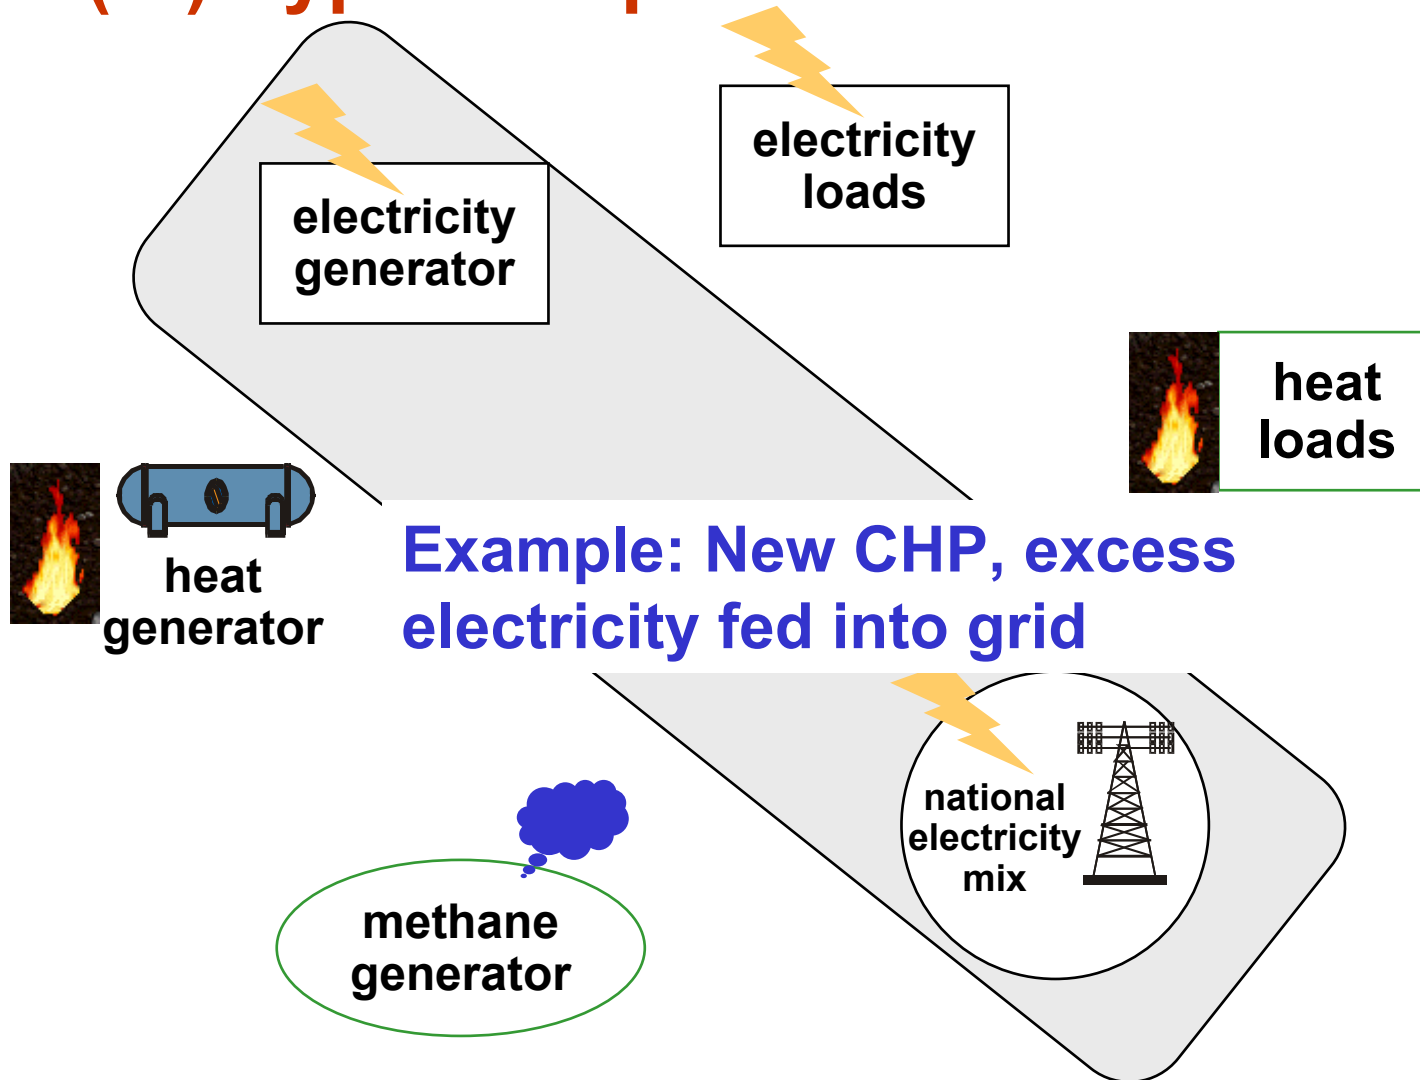 electricity
loads
electricity
generator
heat
loads
heat
generator
Example: New CHP, excess
electricity fed into grid
national
electricity
mix
methane
generator